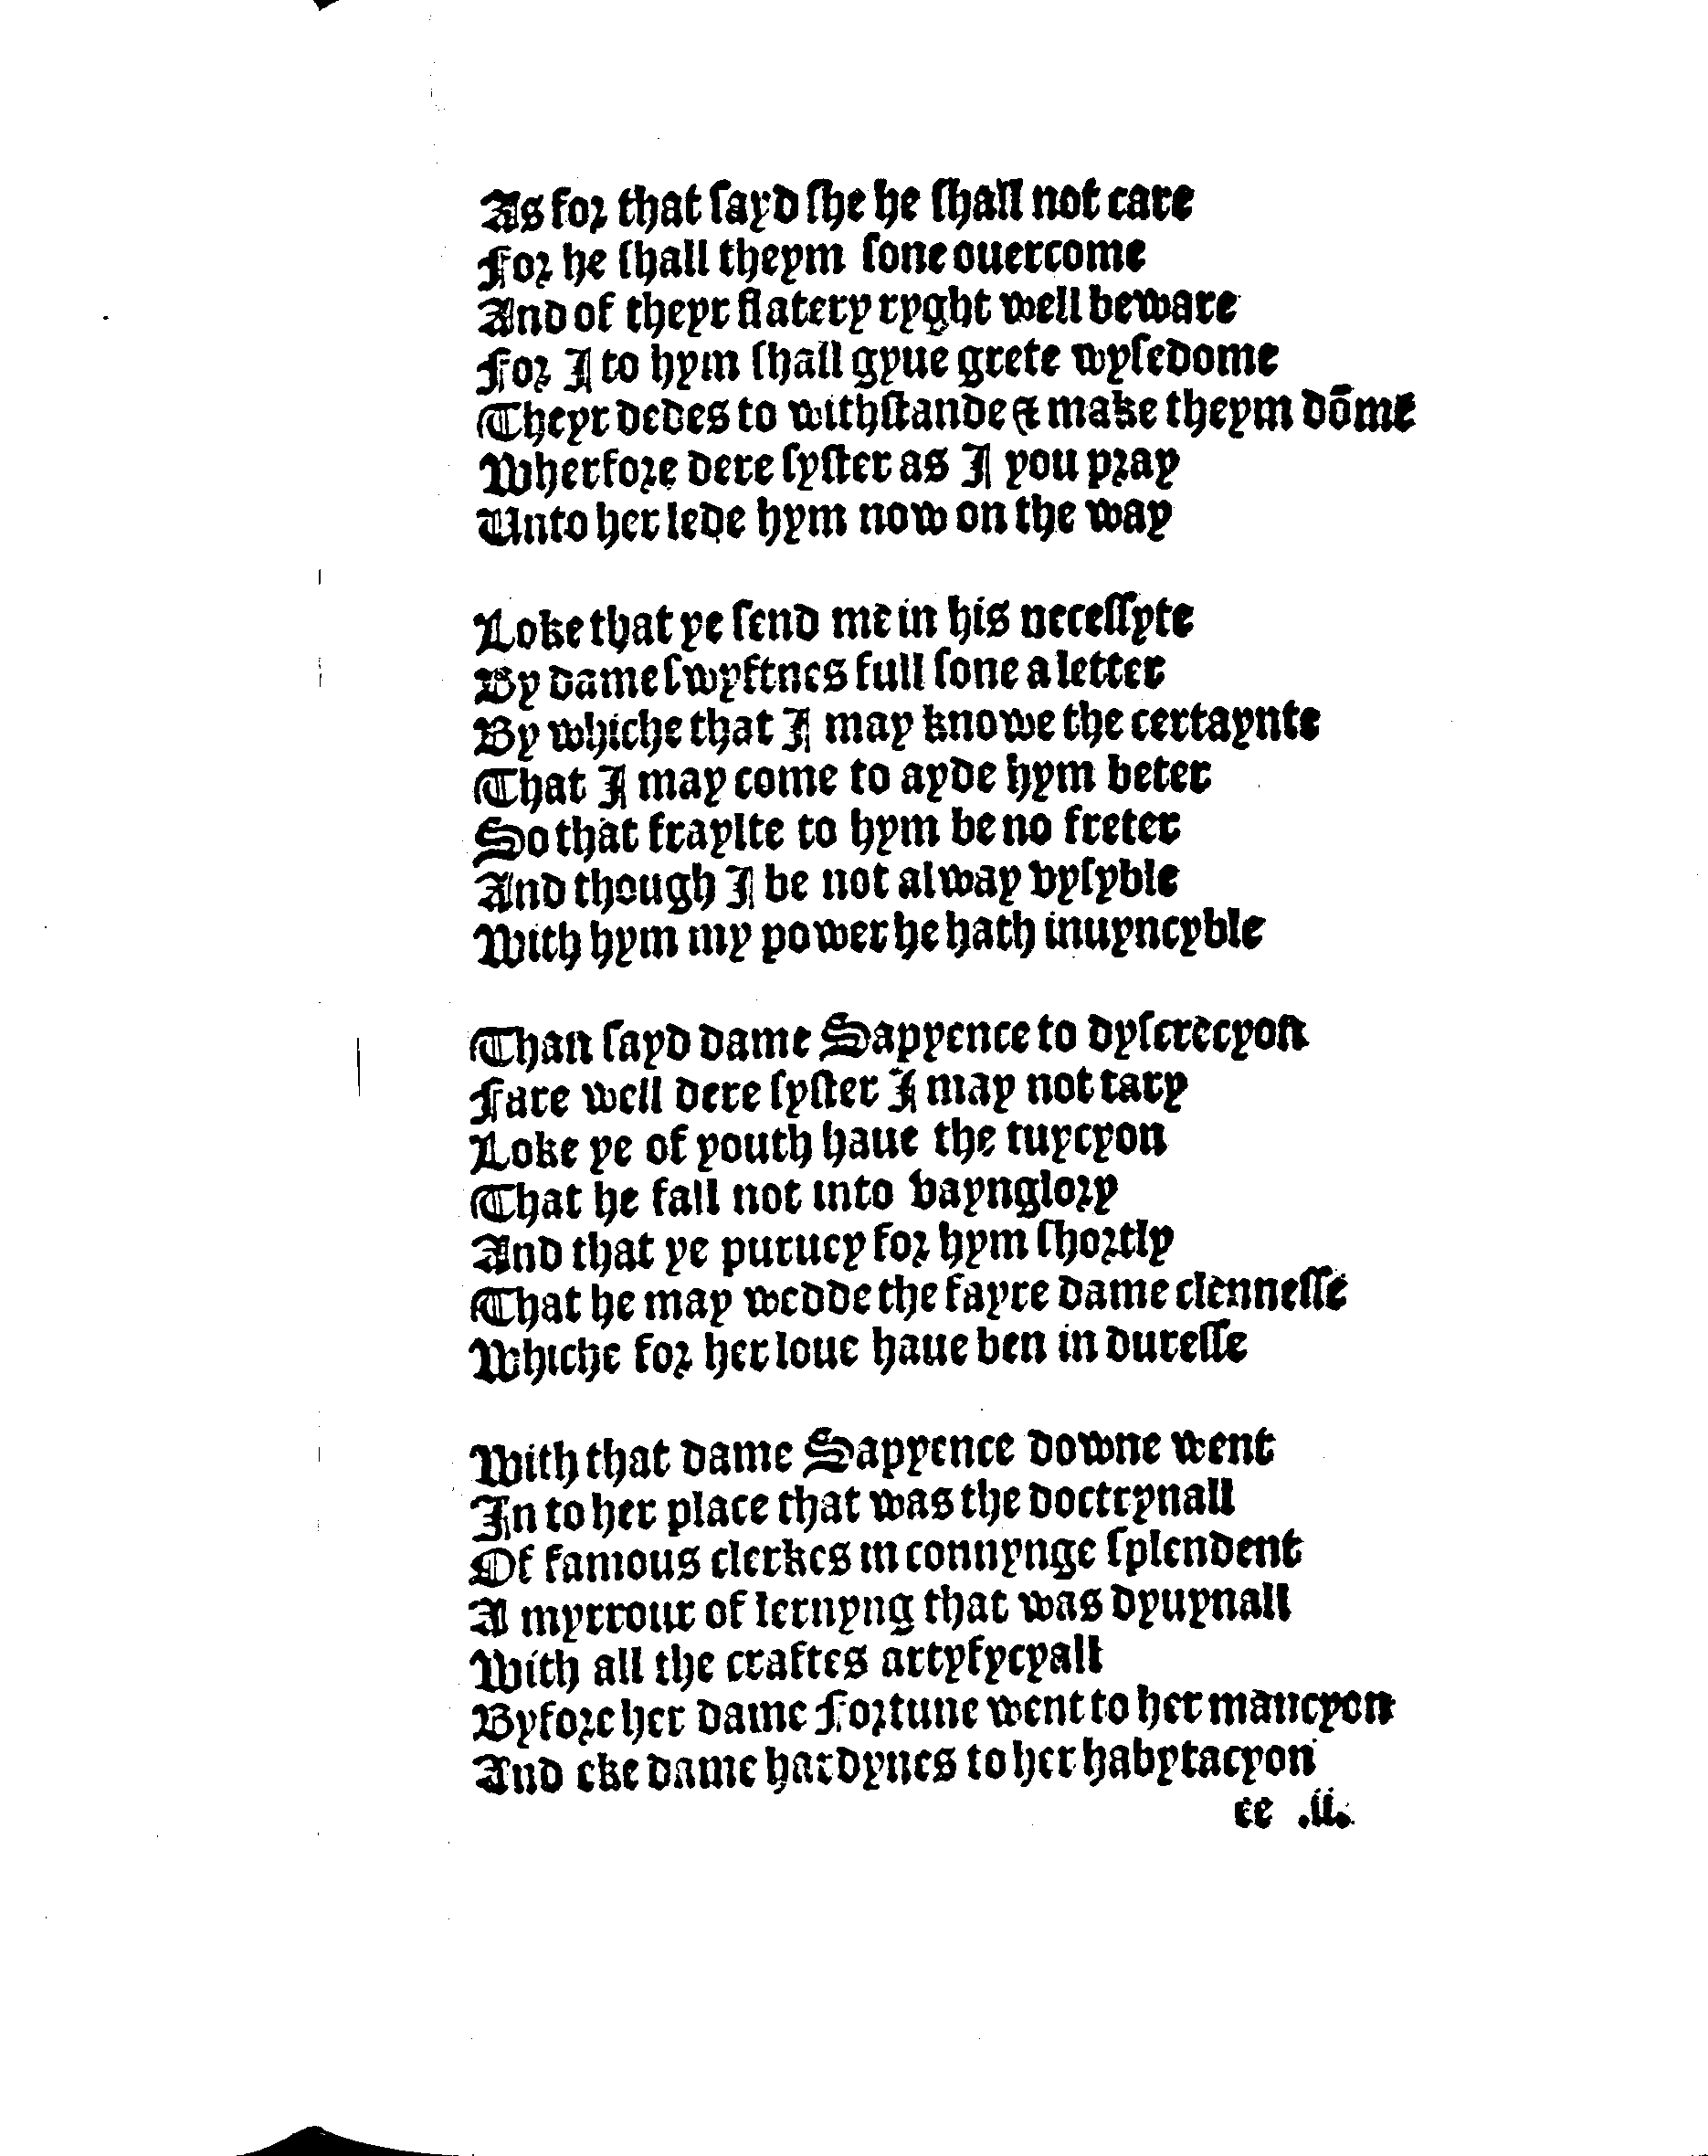 As for that sayd she he shall not care
For he shall theym sone ouercome
And of theyr flatery ryght well beware
For I to hym shall gyue grete wysedome
Theyr dedes to withstande & make theym dōme
Wherfore dere syster as I you pray
Unto her lede hym now on the way

Loke that ye send me in his necessyte
By dame swyftnes full sone a letter
By whiche that I may knowe the certaynte
That I may come to ayde hym beter
So that fraylte to hym be no freter
And though I be not alway vysyble
With hym my power he hath inuyncyble

Than sayd dame Sapyence to dyscrecyon
Fare well dere syster I may not tary
Loke ye of youth haue the tuycyon
That he fall not into vaynglory
And that ye puruey for hym shortly
That he may wedde the fayre dame clennesse
Whiche for her loue haue ben in duresse

With that dame Sapyence downe went
In to her place that was the doctrynall
Of famous clerkes in connynge splendent
A myrrour of lernyng that was dyuynall
With all the craftes artyfycyall
Byfore her dame Fortune went to her mancyon
And eke dame hardynes to her habytacyon
ee .ii.